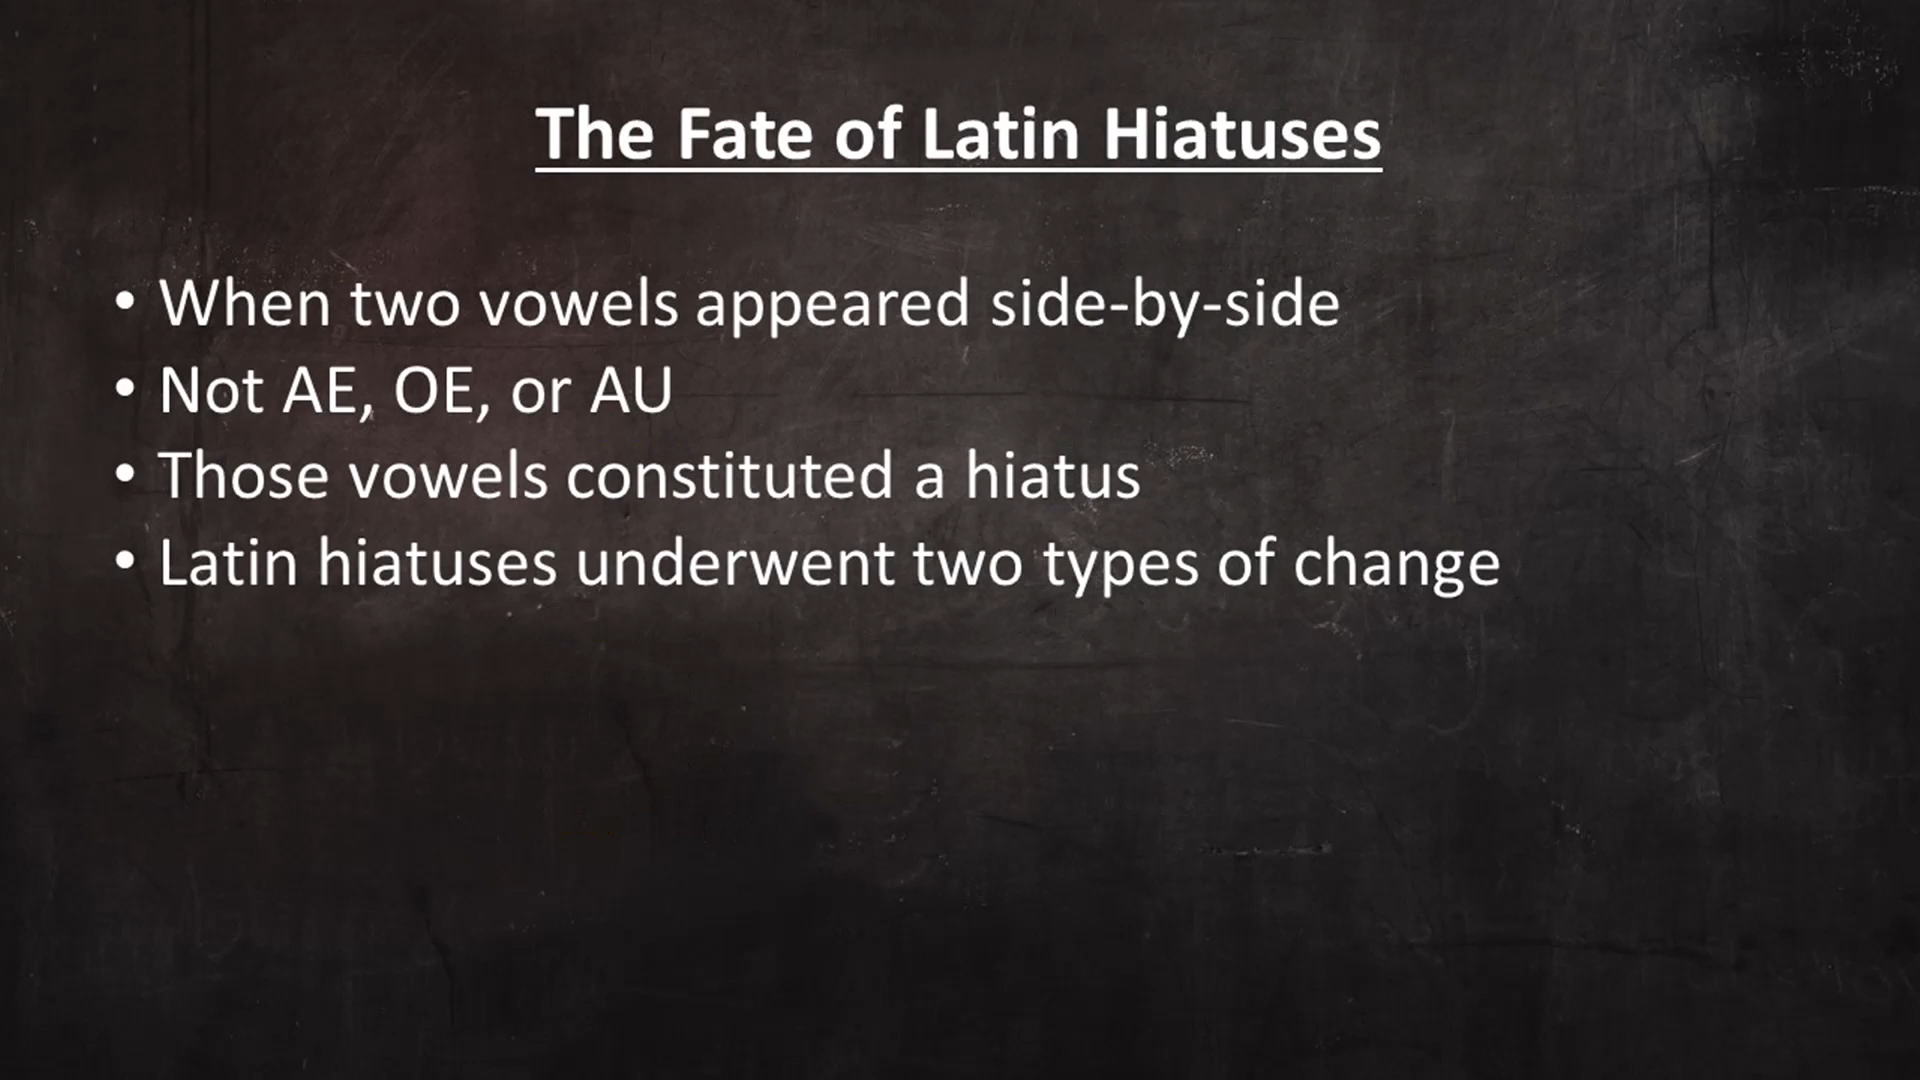 The Fate of Latin Hiatuses
• When two vowels appeared side-by-side
• Not AE, OE, or AU
• Those vowels constituted a hiatus
• Latin hiatuses underwent two types of change